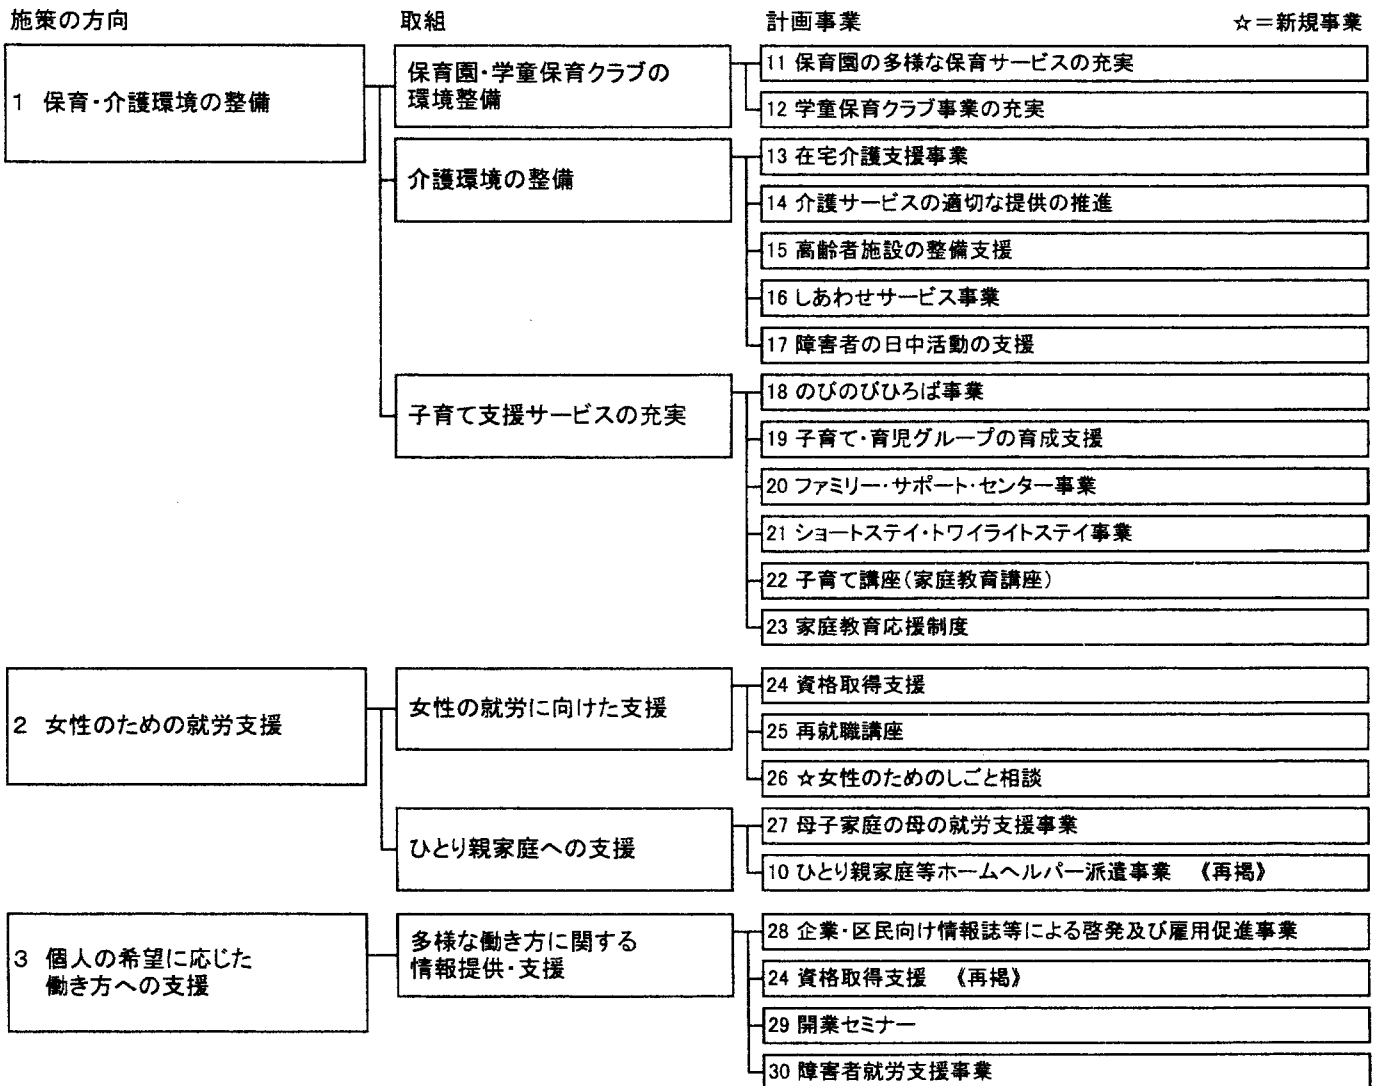 施策の方向 取組 計画事業 ☆=新規事業
1 保育・介護環境の整備
保育園・学童保育クラブの
環境整備
11 保育園の多様な保育サービスの充実
12 学童保育クラブ事業の充実
介護環境の整備
13 在宅介護支援事業
14 介護サービスの適切な提供の推進
15 高齢者施設の整備支援
16 しあわせサービス事業
17 障害者の日中活動の支援
子育て支援サービスの充実
18 のびのびひろば事業
19 子育て・育児グループの育成支援
20 ファミリー・サポート・センター事業
21 ショートステイ・トワイライトステイ事業
22 子育て講座(家庭教育講座)
23 家庭教育応援制度
2 女性のための就労支援
女性の就労に向けた支援
24 資格取得支援
25 再就職講座
26 ☆女性のためのしごと相談
ひとり親家庭への支援
27 母子家庭の母の就労支援事業
10 ひとり親家庭等ホームヘルパー派遣事業 《再掲》
3 個人の希望に応じた
働き方への支援
多様な働き方に関する
情報提供・支援
28 企業・区民向け情報誌等による啓発及び雇用促進事業
24 資格取得支援 《再掲》
29 開業セミナー
30 障害者就労支援事業